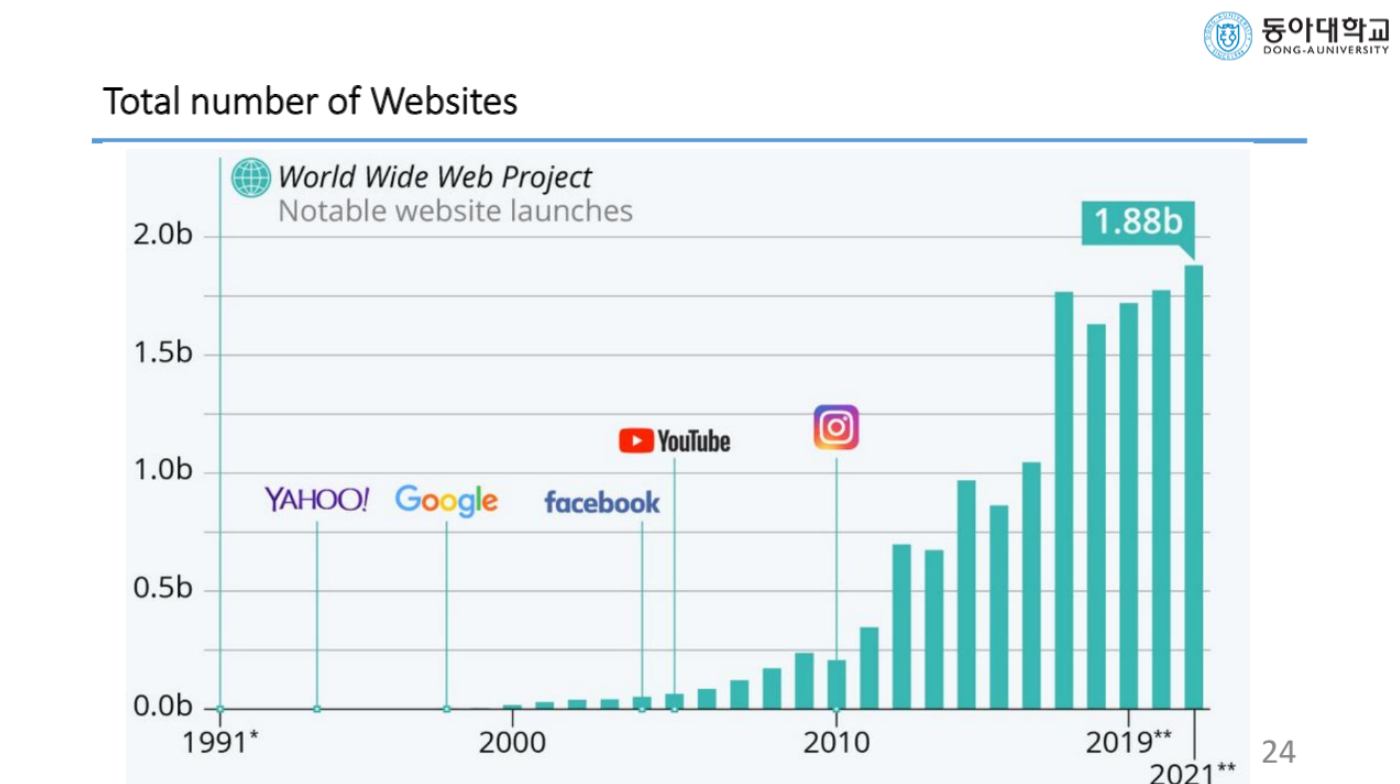 동아대학교
DONG-A UNIVERSITY
Total number of Websites
World Wide Web Project
Notable website launches
2.0b
1.88b
1.5b
YouTube
1.0b
YAHOO! Google facebook
0.5b
0.0b
1991* 2000 2010 2019**
2021**
24